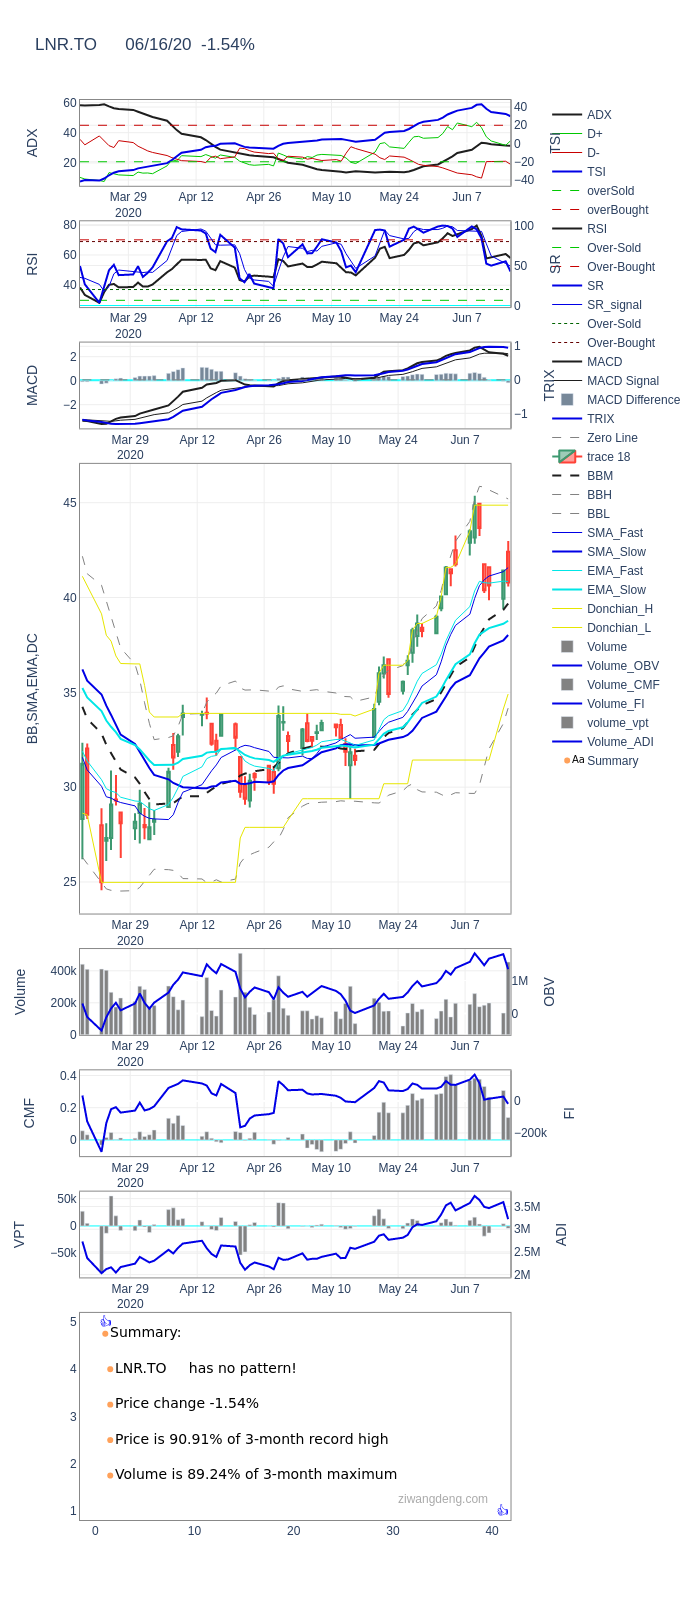 LNR.TO 06/16/20 -1.54%
60
40
20
ADX
40
20
0
−20
−40
TSI
Mar 29 Apr 12 Apr 26 May 10 May 24 Jun 7
2020
80
60
40
RSI
100
50
0
SR
Mar 29 Apr 12 Apr 26 May 10 May 24 Jun 7
2020
2
0
−2
MACD
1
0
−1
TRIX
Mar 29 Apr 12 Apr 26 May 10 May 24 Jun 7
2020
45
40
35
30
25
BB,SMA,EMA,DC
Mar 29 Apr 12 Apr 26 May 10 May 24 Jun 7
2020
400k
200k
0
Volume
1M
0
OBV
Mar 29 Apr 12 Apr 26 May 10 May 24 Jun 7
2020
0.4
0.2
0
CMF
0
−200k
FI
Mar 29 Apr 12 Apr 26 May 10 May 24 Jun 7
2020
50k
0
−50k
VPT
3.5M
3M
2.5M
2M
ADI
Mar 29 Apr 12 Apr 26 May 10 May 24 Jun 7
2020
5
4
3
2
1
👍
Summary:
LNR.TO has no pattern!
Price change -1.54%
Price is 90.91% of 3-month record high
Volume is 89.24% of 3-month maximum
ziwangdeng.com
👍
0 10 20 30 40
ADX
D+
D-
TSI
overSold
overBought
RSI
Over-Sold
Over-Bought
SR
SR_signal
Over-Sold
Over-Bought
MACD
MACD Signal
MACD Difference
TRIX
Zero Line
trace 18
BBM
BBH
BBL
SMA_Fast
SMA_Slow
EMA_Fast
EMA_Slow
Donchian_H
Donchian_L
Volume
Volume_OBV
Volume_CMF
Volume_FI
volume_vpt
Volume_ADI
Aa Summary